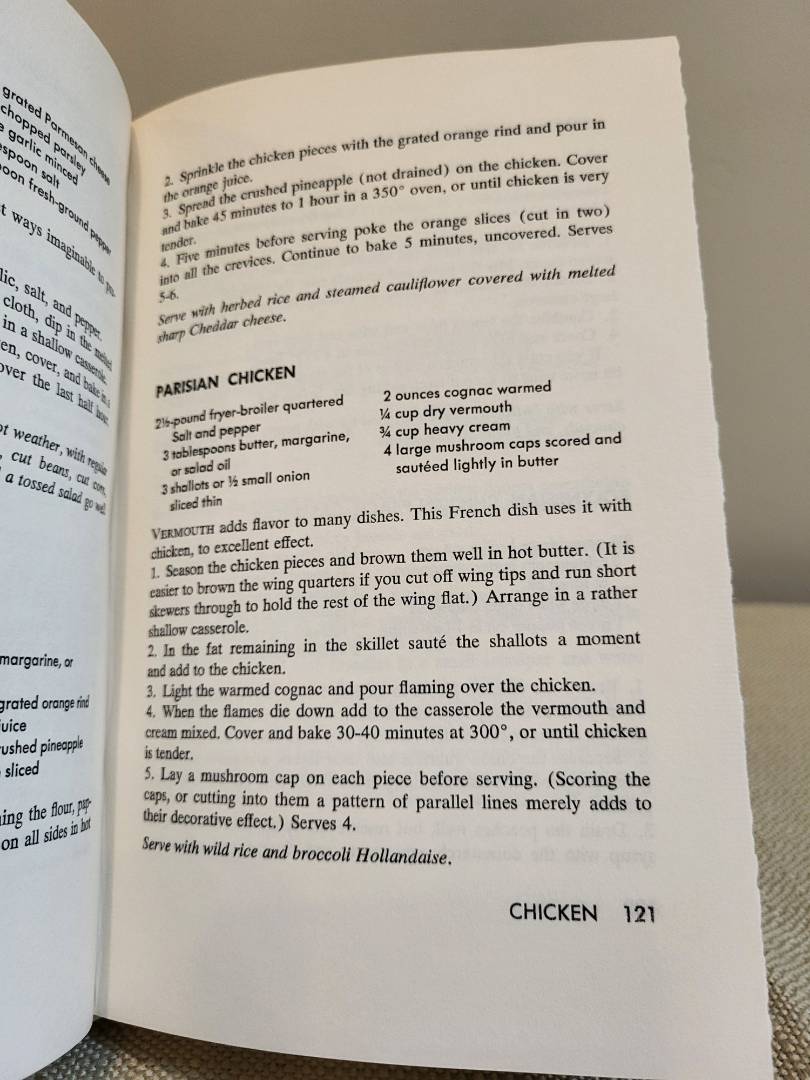 grated Parmesan cheese
chopped parsley
garlic minced
spoon salt
poon fresh-ground pepper
t ways imaginable to
lic, salt, and pepper.
cloth, dip in the melted
in a shallow casserole.
en, cover, and bake in a
over the last half hour.
ot weather, with regular
, cut beans, cut corn,
a tossed salad go well
margarine, or
grated orange rind
juice
rushed pineapple
sliced
ing the flour, pap-
on all sides in hot
2. Sprinkle the chicken pieces with the grated orange rind and pour in
the orange juice.
3. Spread the crushed pineapple (not drained) on the chicken. Cover
and bake 45 minutes to 1 hour in a 350° oven, or until chicken is very
tender.
4. Five minutes before serving poke the orange slices (cut in two)
into all the crevices. Continue to bake 5 minutes, uncovered. Serves
5-6.
Serve with herbed rice and steamed cauliflower covered with melted
sharp Cheddar cheese.
PARISIAN CHICKEN
2½-pound fryer-broiler quartered
Salt and pepper
3 tablespoons butter, margarine,
or salad oil
3 shallots or ½ small onion
sliced thin
2 ounces cognac warmed
¼ cup dry vermouth
¾ cup heavy cream
4 large mushroom caps scored and
sautéed lightly in butter
VERMOUTH adds flavor to many dishes. This French dish uses it with
chicken, to excellent effect.
1. Season the chicken pieces and brown them well in hot butter. (It is
easier to brown the wing quarters if you cut off wing tips and run short
skewers through to hold the rest of the wing flat.) Arrange in a rather
shallow casserole.
2. In the fat remaining in the skillet sauté the shallots a moment
and add to the chicken.
3. Light the warmed cognac and pour flaming over the chicken.
4. When the flames die down add to the casserole the vermouth and
cream mixed. Cover and bake 30-40 minutes at 300°, or until chicken
is tender.
5. Lay a mushroom cap on each piece before serving. (Scoring the
caps, or cutting into them a pattern of parallel lines merely adds to
their decorative effect.) Serves 4.
Serve with wild rice and broccoli Hollandaise.
CHICKEN 121